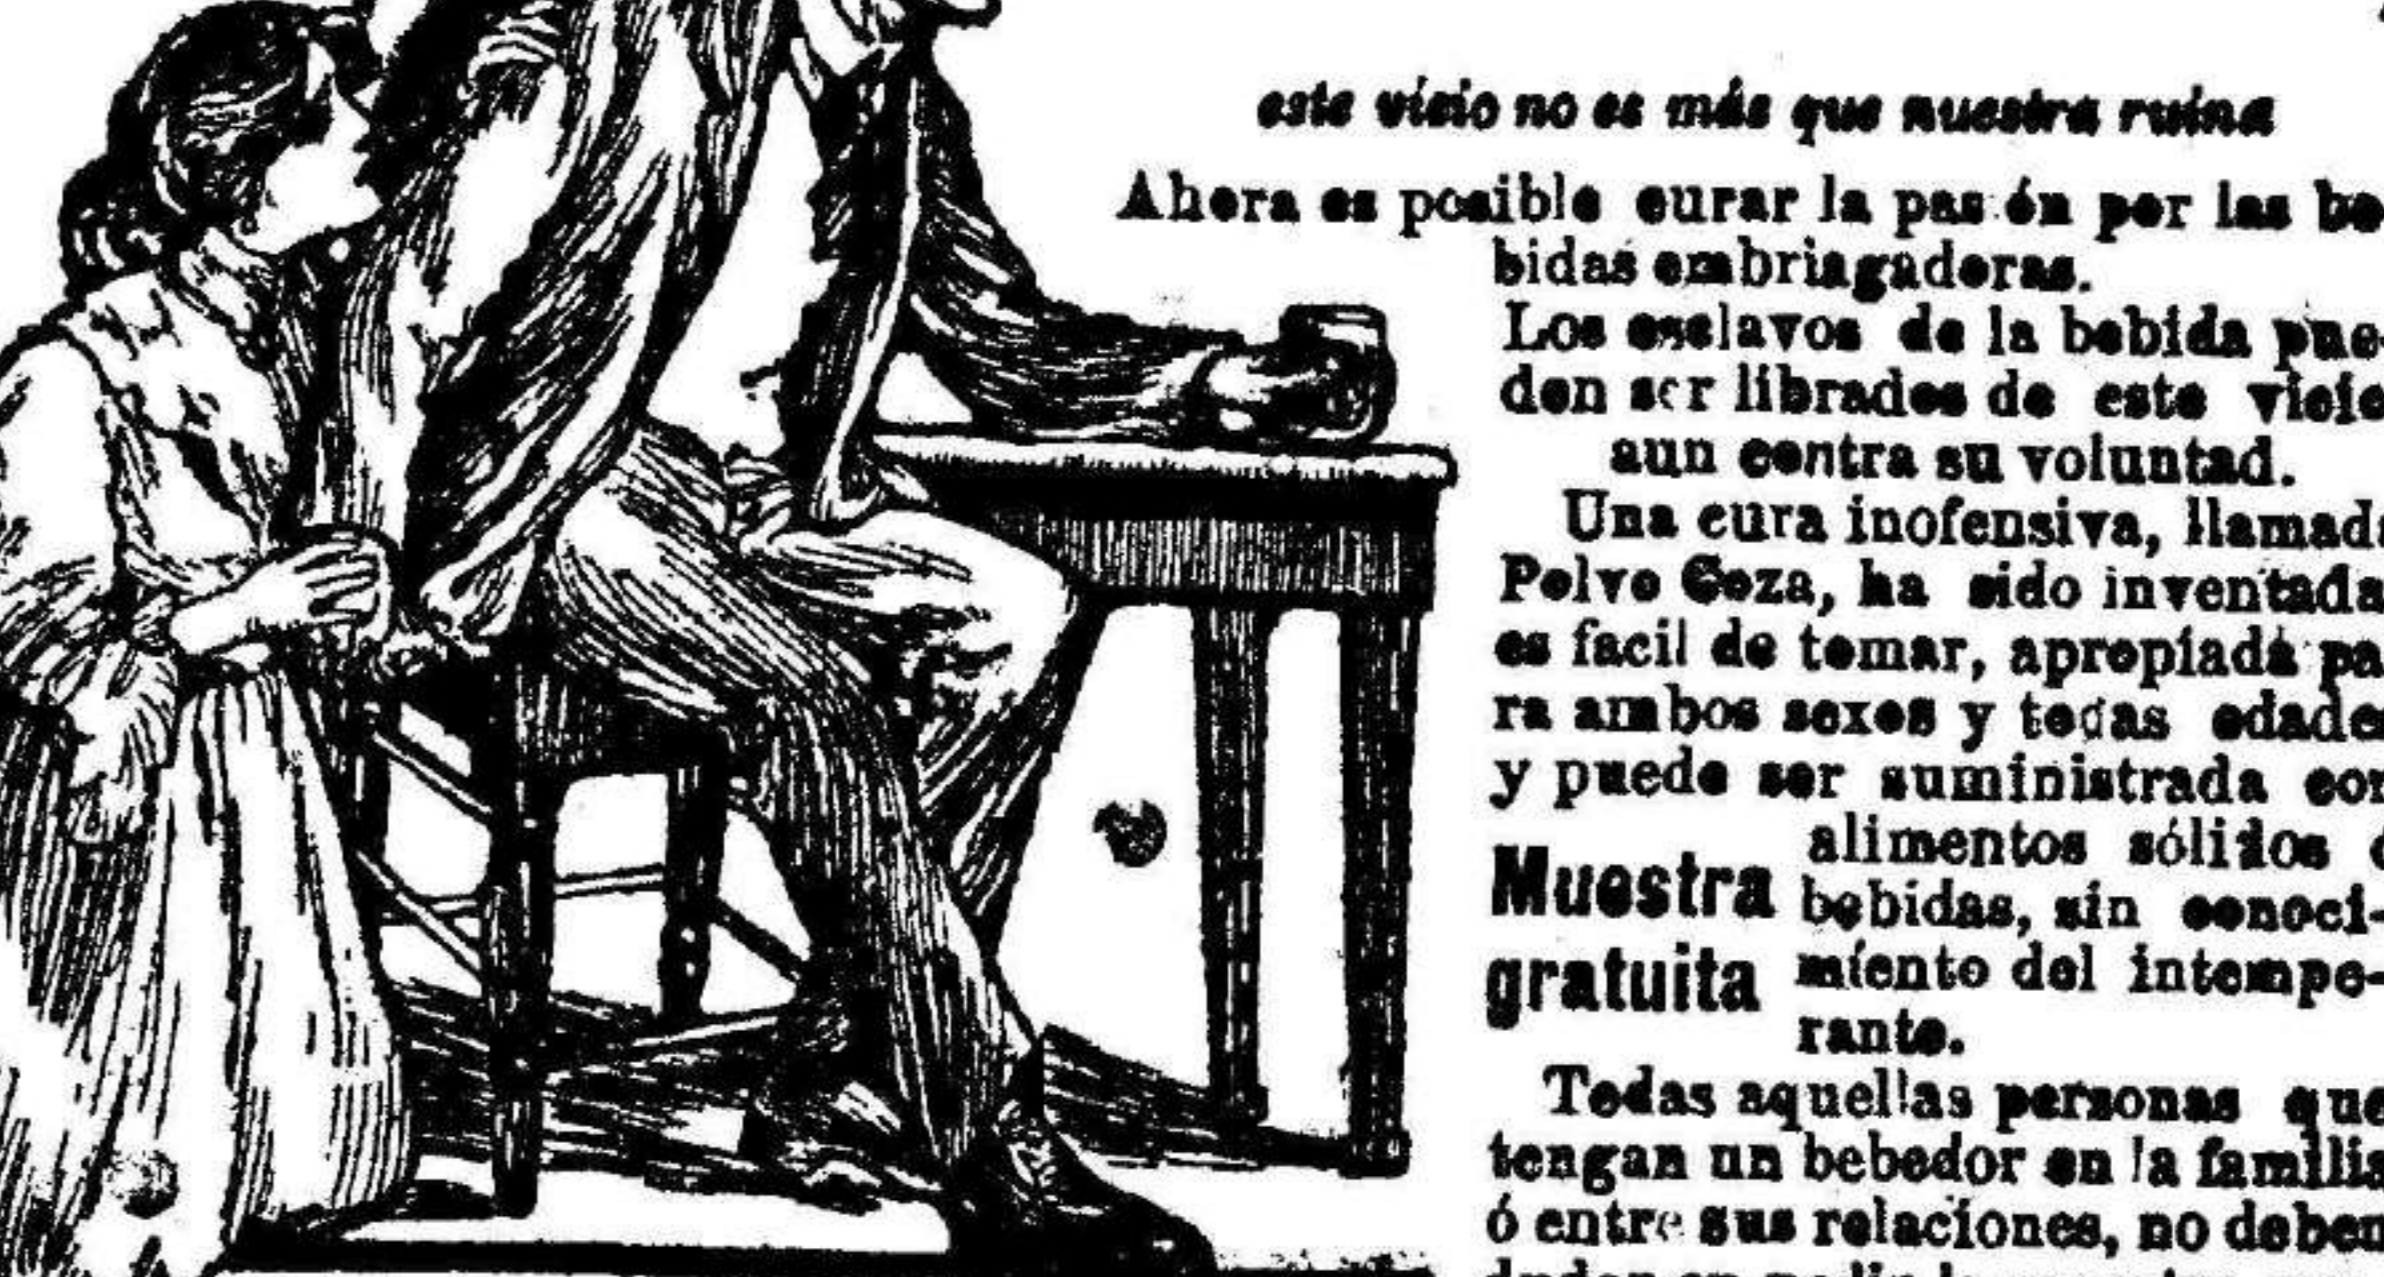 este vicio no es más que nuestra ruina
Ahora es posible curar la pasión por las be-
bidas embriagadoras.
Los esclavos de la bebida pue-
den ser librados de este vicio
aun contra su voluntad.
Una cura inofensiva, llamada
Polvo Coza, ha sido inventada
es facil de tomar, apropiada pa-
ra ambos sexos y todas edades
y puede ser suministrada con
alimentos sólidos ó
Muestra bebidas, sin conoci-
gratuita miento del intempe-
rante.
Todas aquellas personas que
tengan un bebedor en la familia
ó entre sus relaciones, no deben